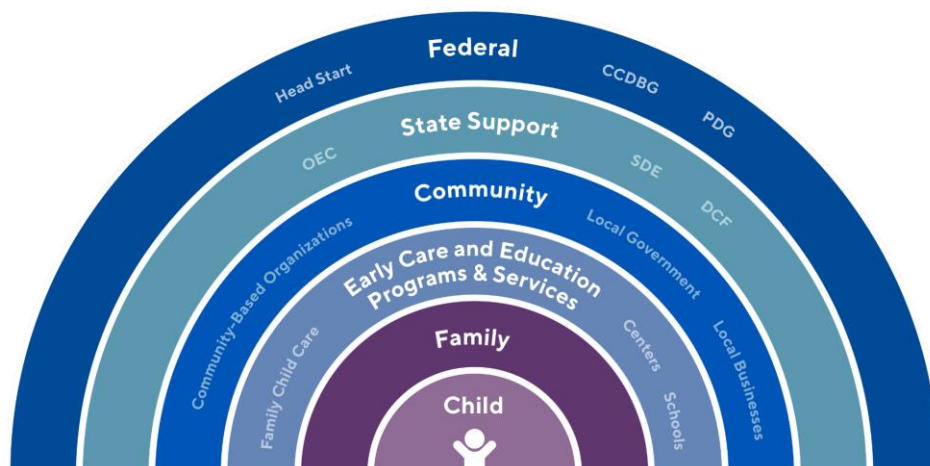 Federal
Head Start
CCDBG
PDG
State Support
OEC
SDE
DCF
Community
Community-Based Organizations
Local Government
Local Businesses
Early Care and Education
Programs & Services
Family Child Care
Centers
Schools
Family
Child